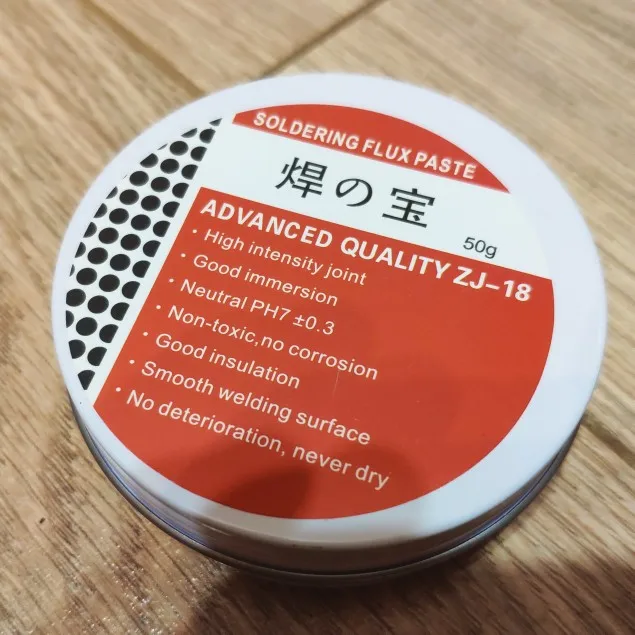 SOLDERING FLUX PASTE
焊の宝
50g
ADVANCED QUALITY ZJ-18
· High intensity joint
· Good immersion
· Neutral PH7 ±0.3
· Non-toxic,no corrosion
· Good insulation
· Smooth welding surface
· No deterioration, never dry